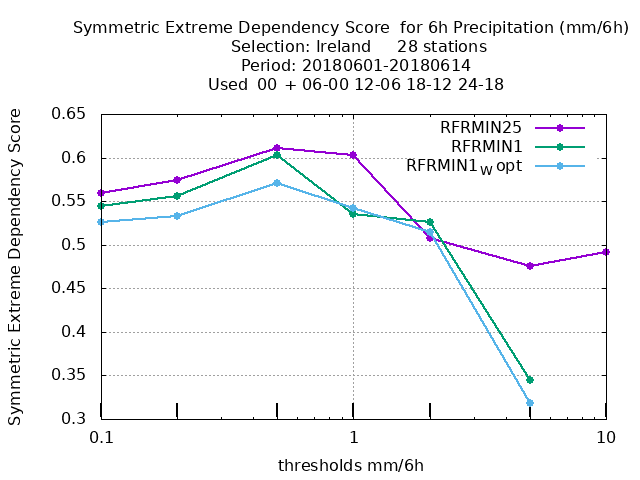 Symmetric Extreme Dependency Score  for 6h Precipitation (mm/6h)
Selection: Ireland     28 stations
Period: 20180601-20180614
Used  00 + 06-00 12-06 18-12 24-18
Symmetric Extreme Dependency Score
0.65
0.6
0.55
0.5
0.45
0.4
0.35
0.3
RFRMIN25
RFRMIN1
RFRMIN1W opt
0.1
1
10
thresholds mm/6h